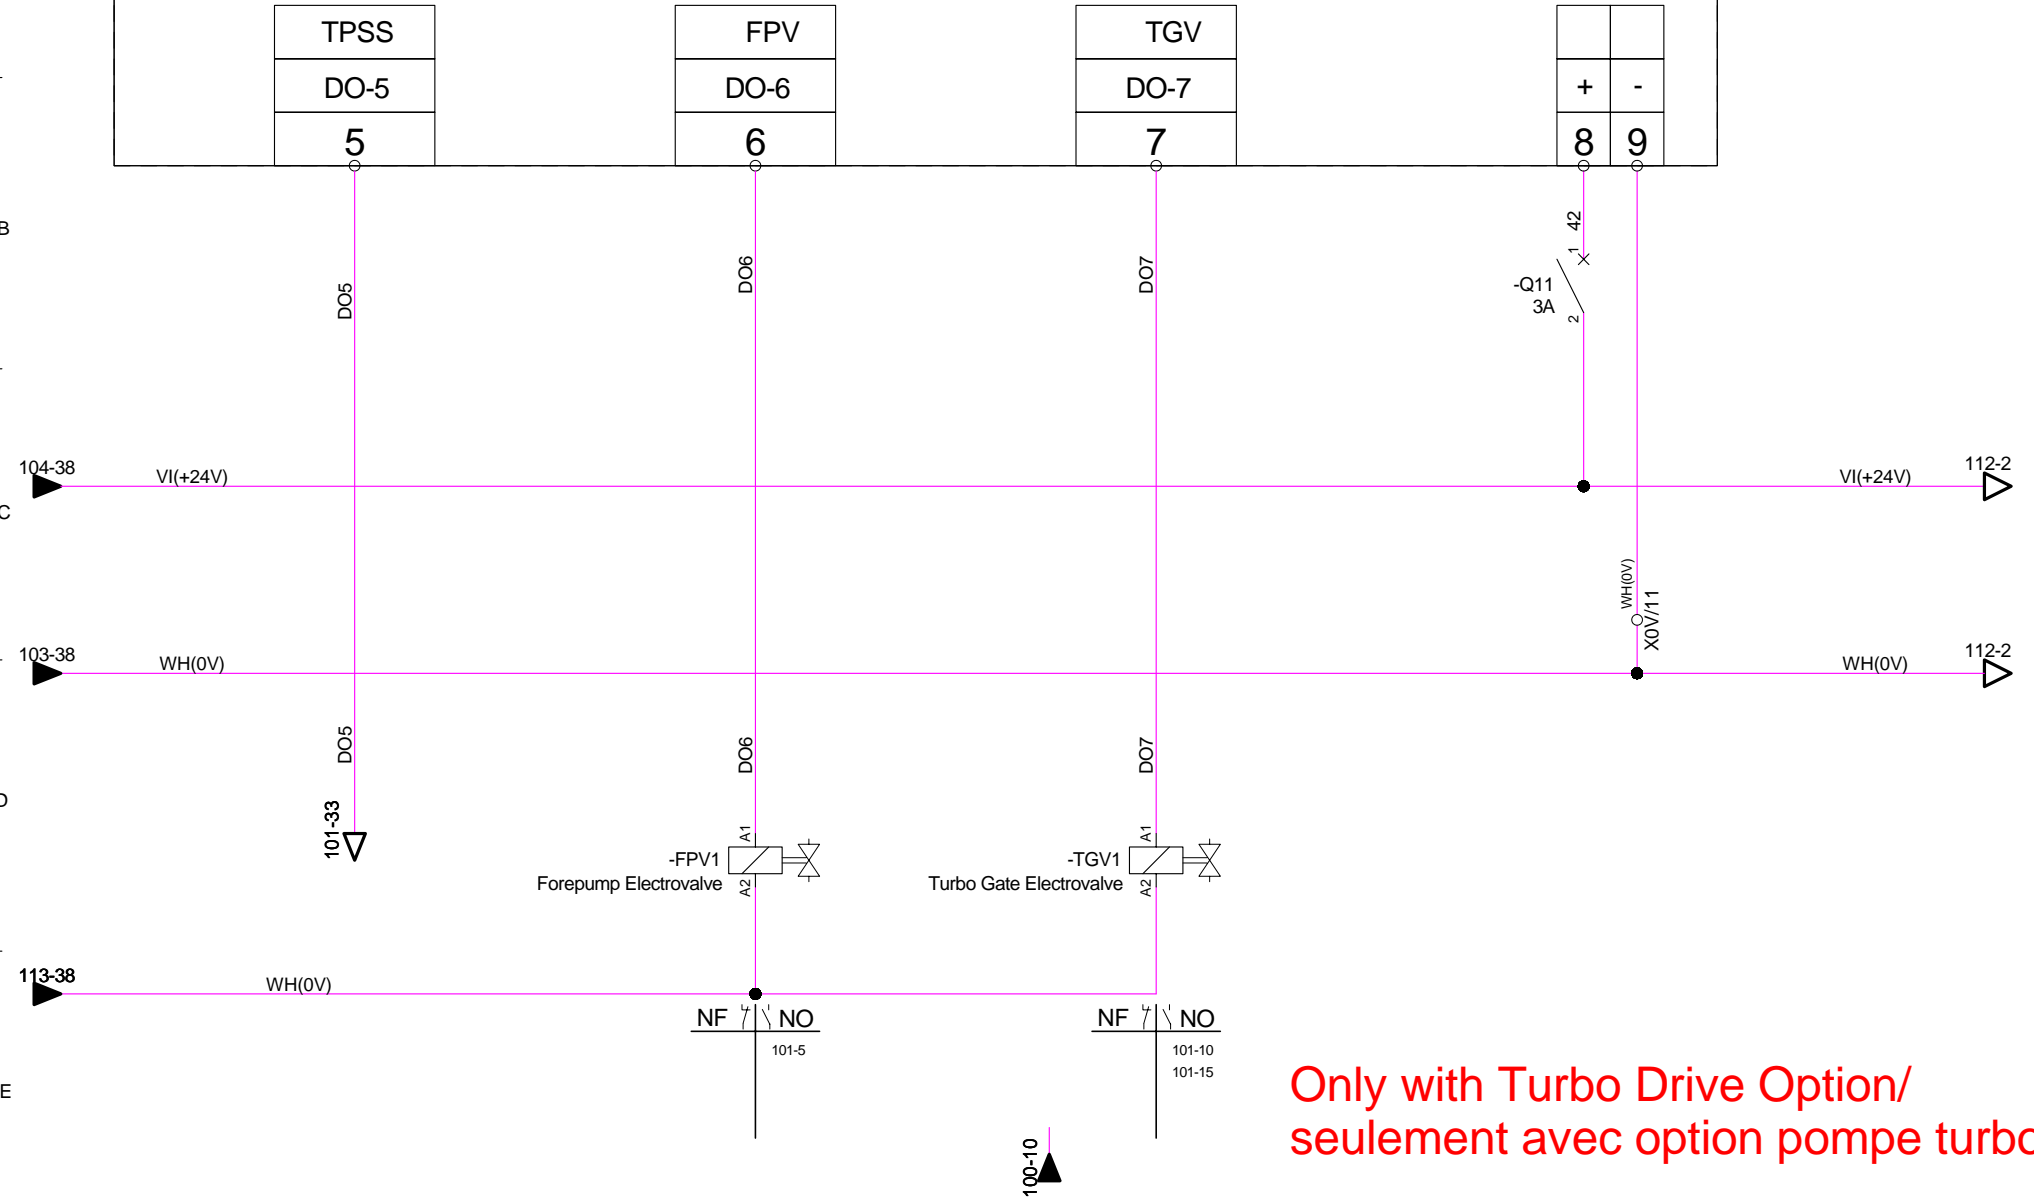 TPSS
FPV
TGV
DO-5
DO-6
DO-7
+
-
5
6
7
8
9
B
42
1
DO5
DO6
DO7
-Q11
3A
2
104-38
VI(+24V)
VI(+24V)
112-2
C
WH(0V)
X0V/11
103-38
WH(0V)
WH(0V)
112-2
DO5
DO6
DO7
D
101-33
A1
-FPV1
Forepump Electrovalve
A2
A1
-TGV1
Turbo Gate Electrovalve
A2
113-38
WH(0V)
NF
NO
101-5
NF
NO
101-10
101-15
E
Only with Turbo Drive Option/
seulement avec option pompe turbo
100-10